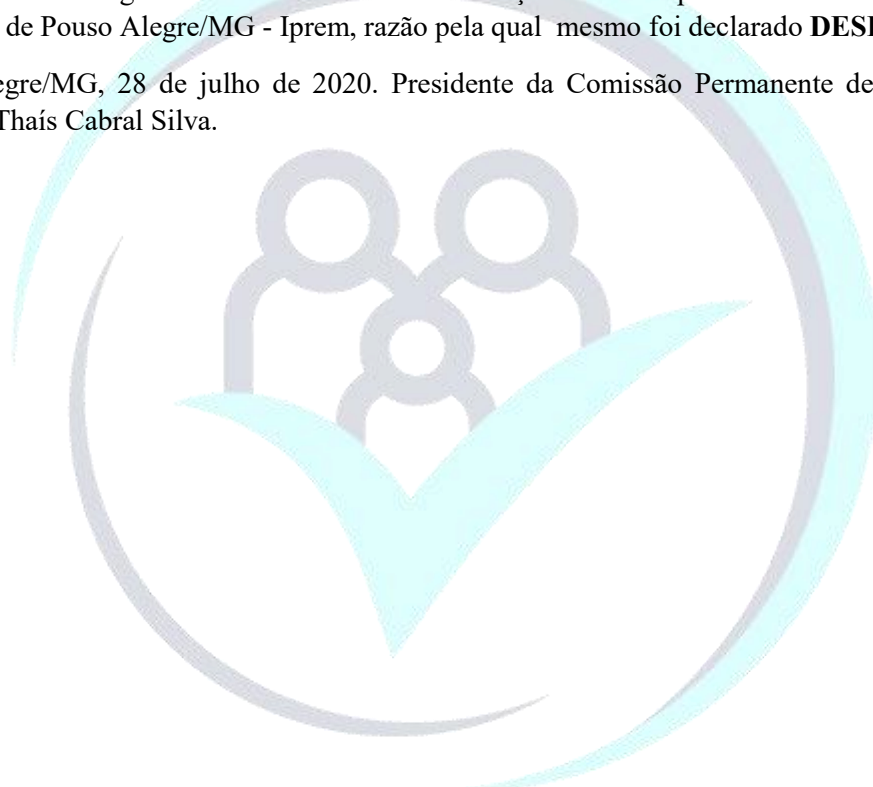 de Pouso Alegre/MG - Iprem, razão pela qual mesmo foi declarado
egre/MG, 28 de julho de 2020. Presidente da Comissão Permanente de
Thaís Cabral Silva.